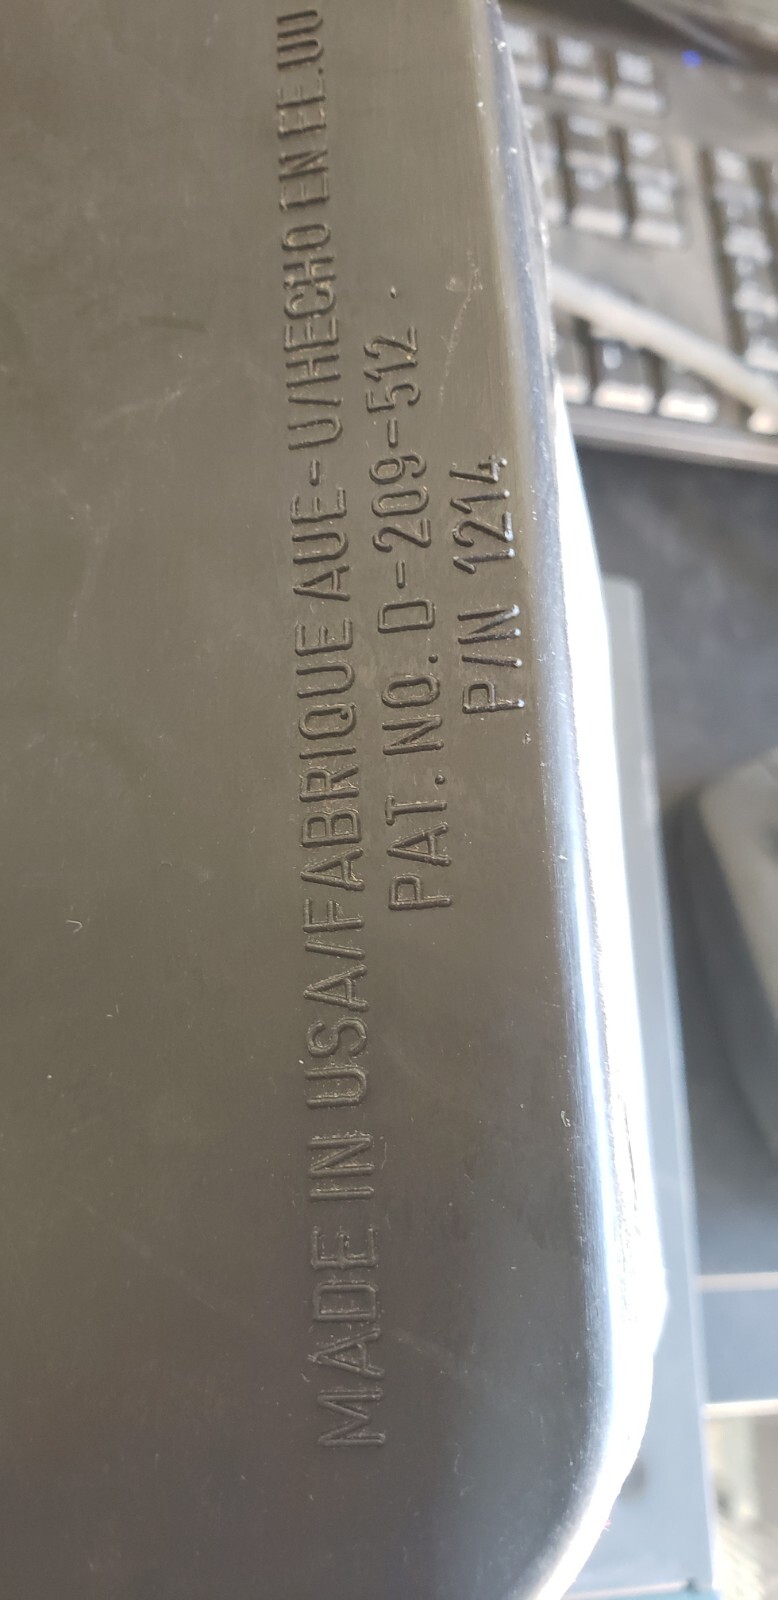 MADE IN USA/FABRIQUE AUE-U/HECHO EN EE.UU
PAT. NO. D-209-512
P/N 1214